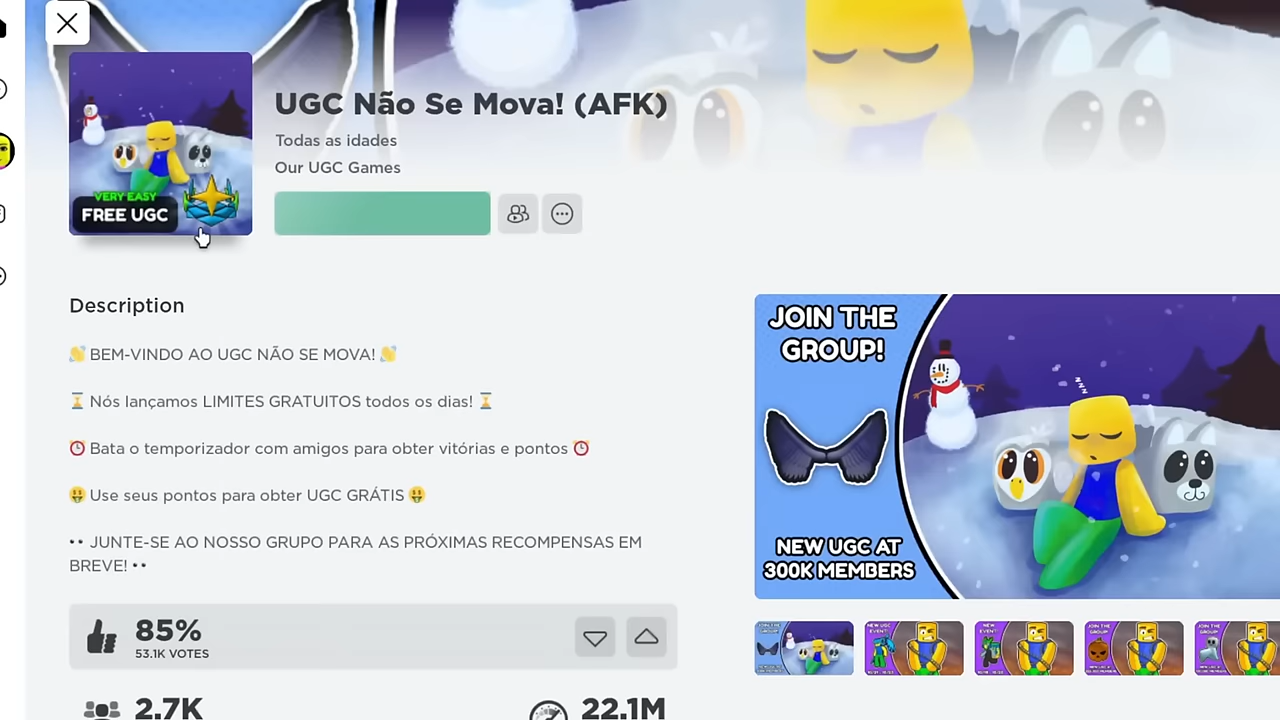 UGC Não Se Mova! (AFK)
Todas as idades
Our UGC Games
VERY EASY
FREE UGC
Description
👋 BEM-VINDO AO UGC NÃO SE MOVA! 👋
⏳ Nós lançamos LIMITES GRATUITOS todos os dias! ⏳
⏰ Bata o temporizador com amigos para obter vitórias e pontos ⏰
🤑 Use seus pontos para obter UGC GRÁTIS 🤑
👀 JUNTE-SE AO NOSSO GRUPO PARA AS PRÓXIMAS RECOMPENSAS EM
BREVE! 👀
85%
53.1K VOTES
2.7K
22.1M
JOIN THE
GROUP!
zzz
NEW UGC AT
300K MEMBERS